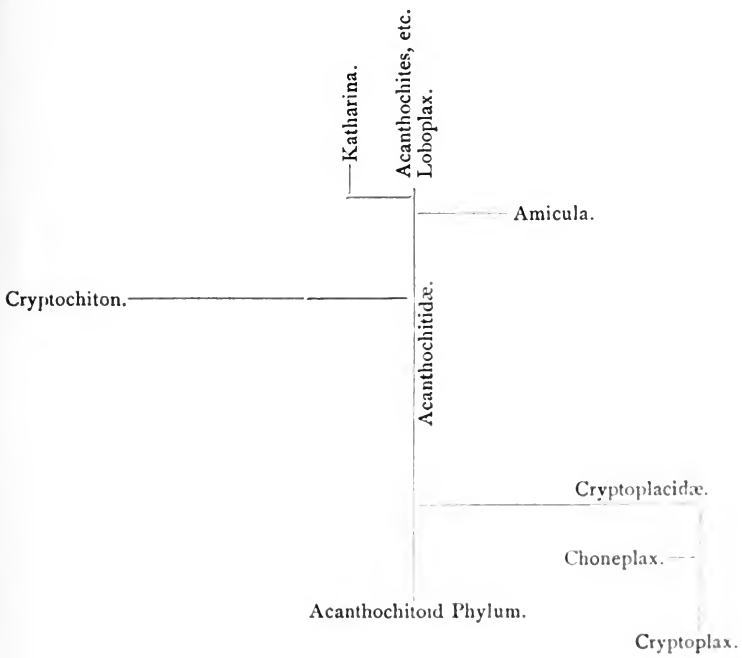 Katharina.
Acanthochites, etc.
Loboplax.
Amicula.
Cryptochiton.
Acanthochitidæ.
Cryptoplacidæ.
Choneplax.
Acanthochitoid Phylum.
Cryptoplax.